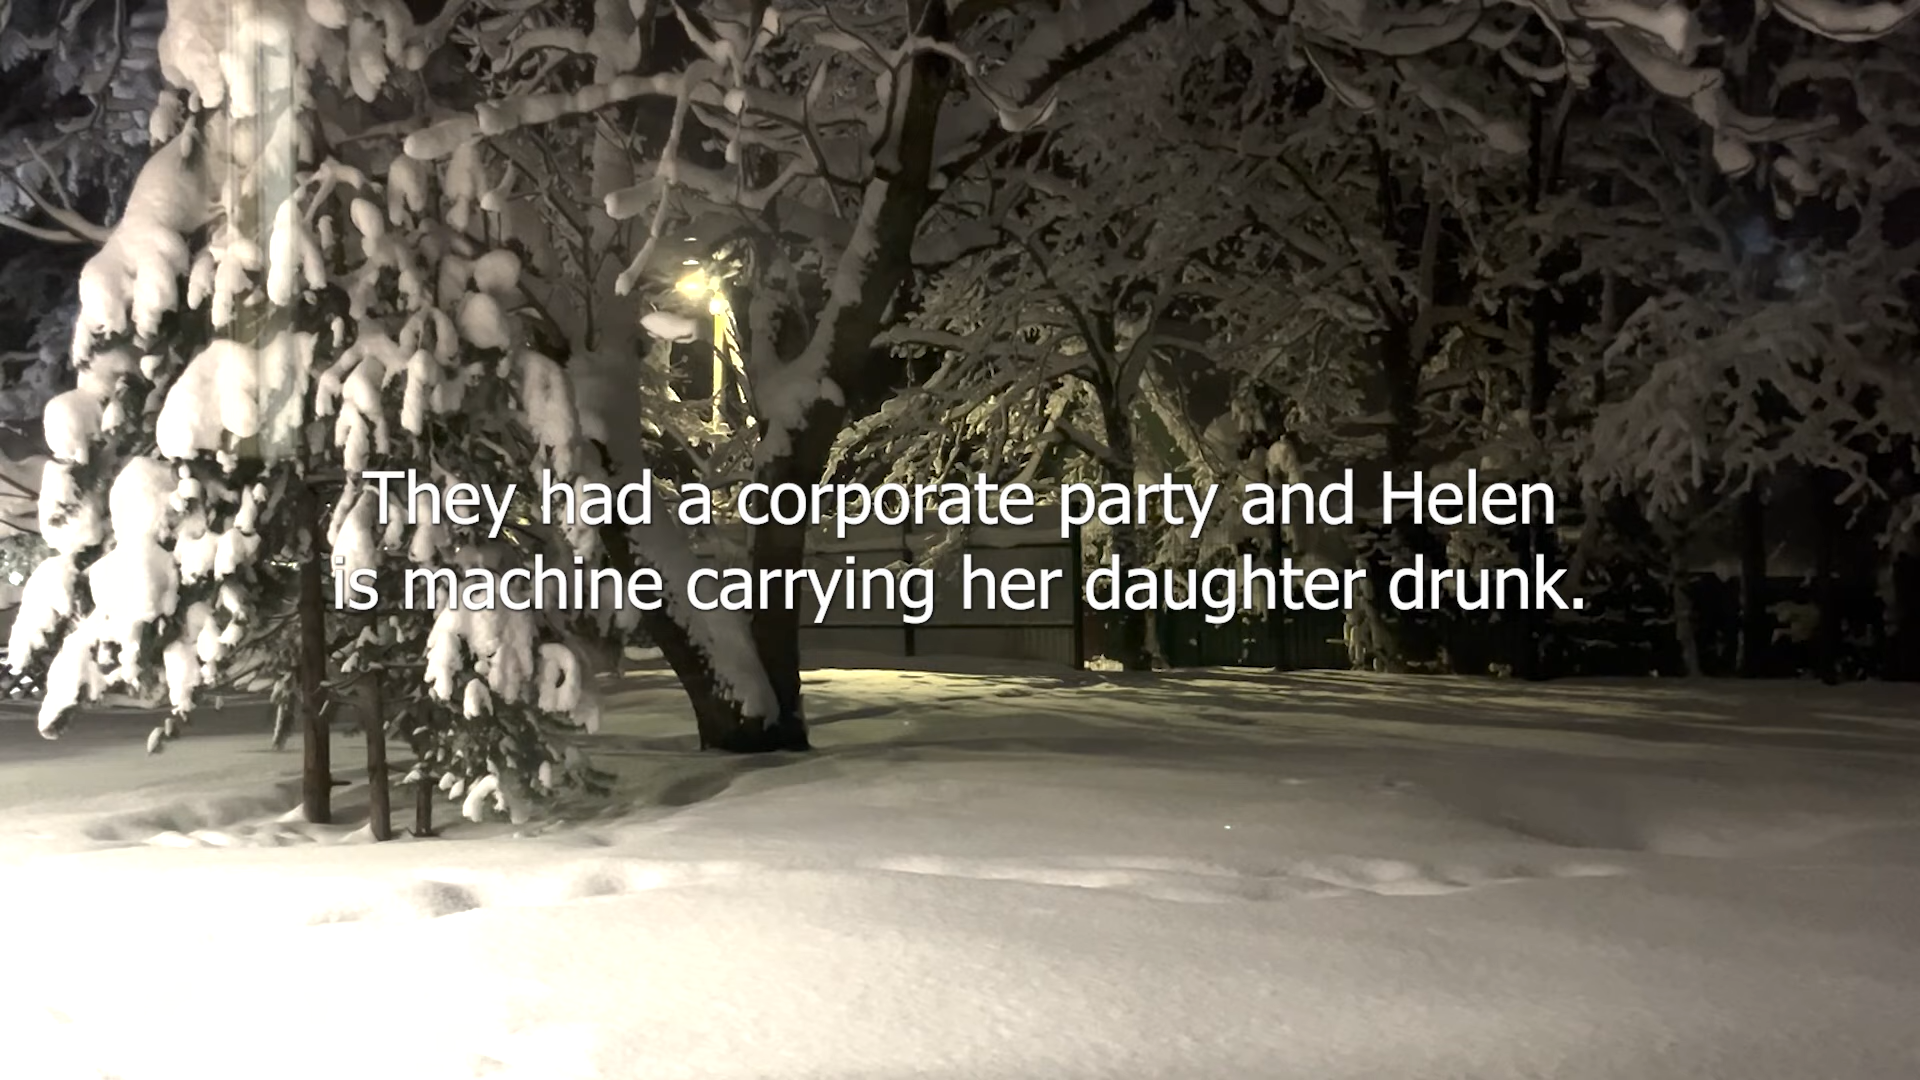 They had a corporate party and Helen
is machine carrying her daughter drunk.